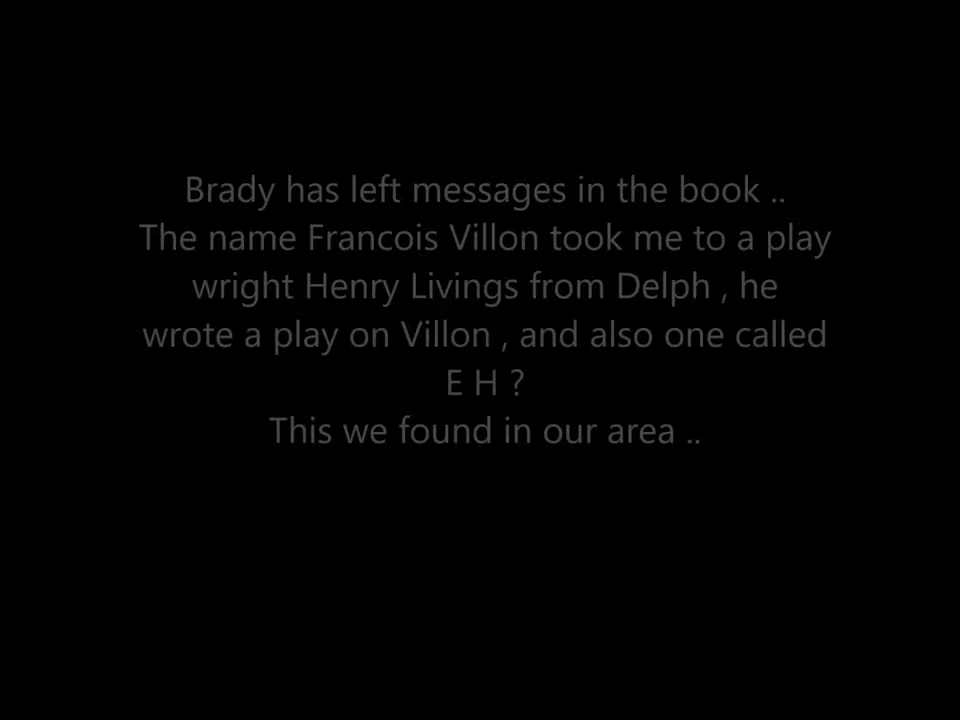 Brady has left messages in the book ..
The name Francois Villon took me to a play
wright Henry Livings from Delph , he
wrote a play on Villon , and also one called
E H ?
This we found in our area ..